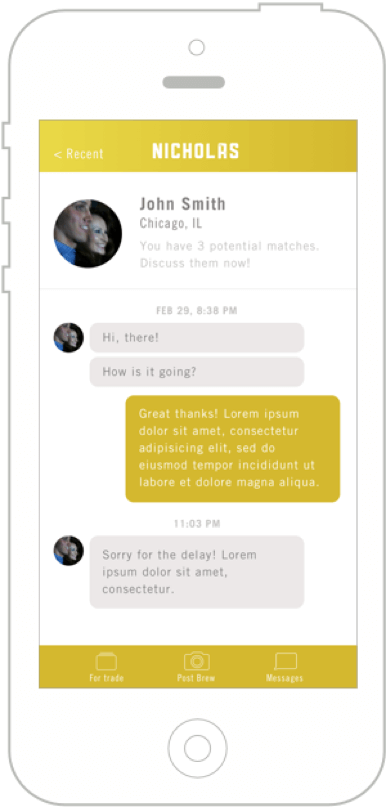 < Recent
NICHOLAS
John Smith
Chicago, IL
You have 3 potential matches.
Discuss them now!
FEB 29, 8:38 PM
Hi, there!
How is it going?
Great thanks! Lorem ipsum
dolor sit amet, consectetur
adipisicing elit, sed do
eiusmod tempor incididunt ut
labore et dolore magna aliqua.
11:03 PM
Sorry for the delay! Lorem
ipsum dolor sit amet,
consectetur.
For trade
Post Brew
Messages